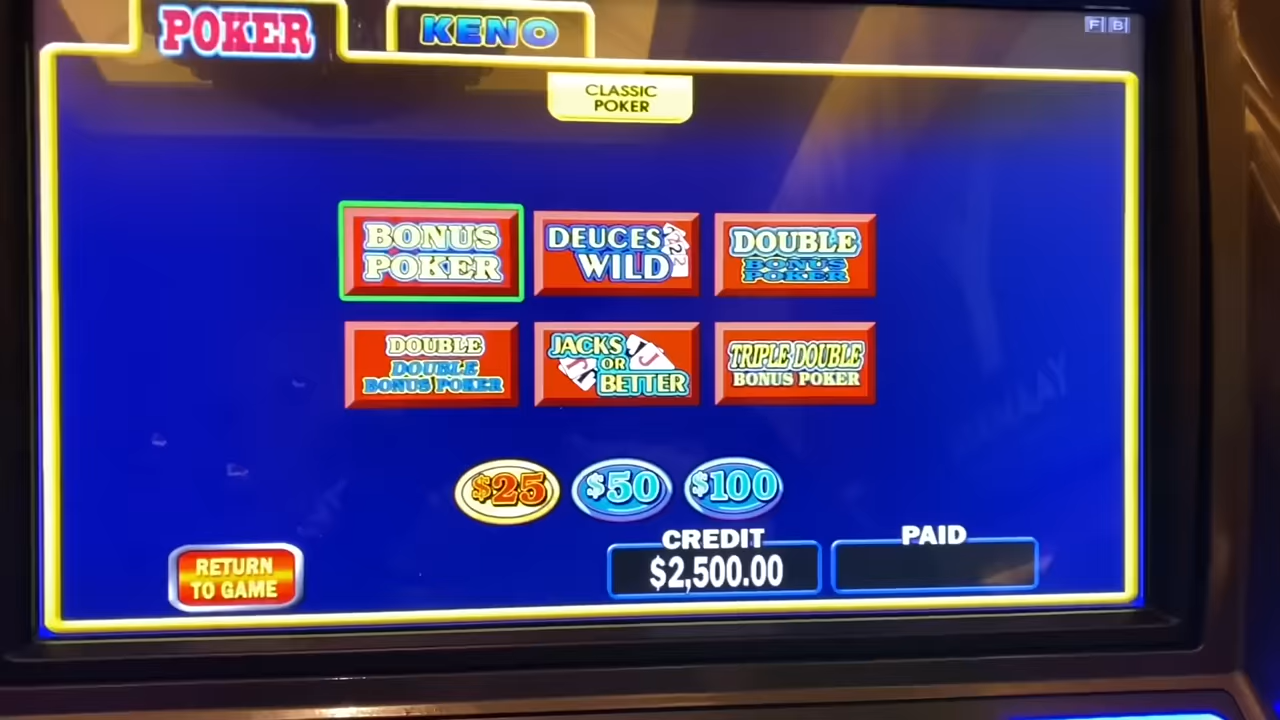 POKER
KENO
F B
CLASSIC
POKER
BONUS
POKER
DEUCES
WILD
DOUBLE
BONUS
POKER
DOUBLE
DOUBLE
BONUS POKER
JACKS
OR
BETTER
TRIPLE DOUBLE
BONUS POKER
$25
$50
$100
RETURN
TO GAME
CREDIT
$2,500.00
PAID